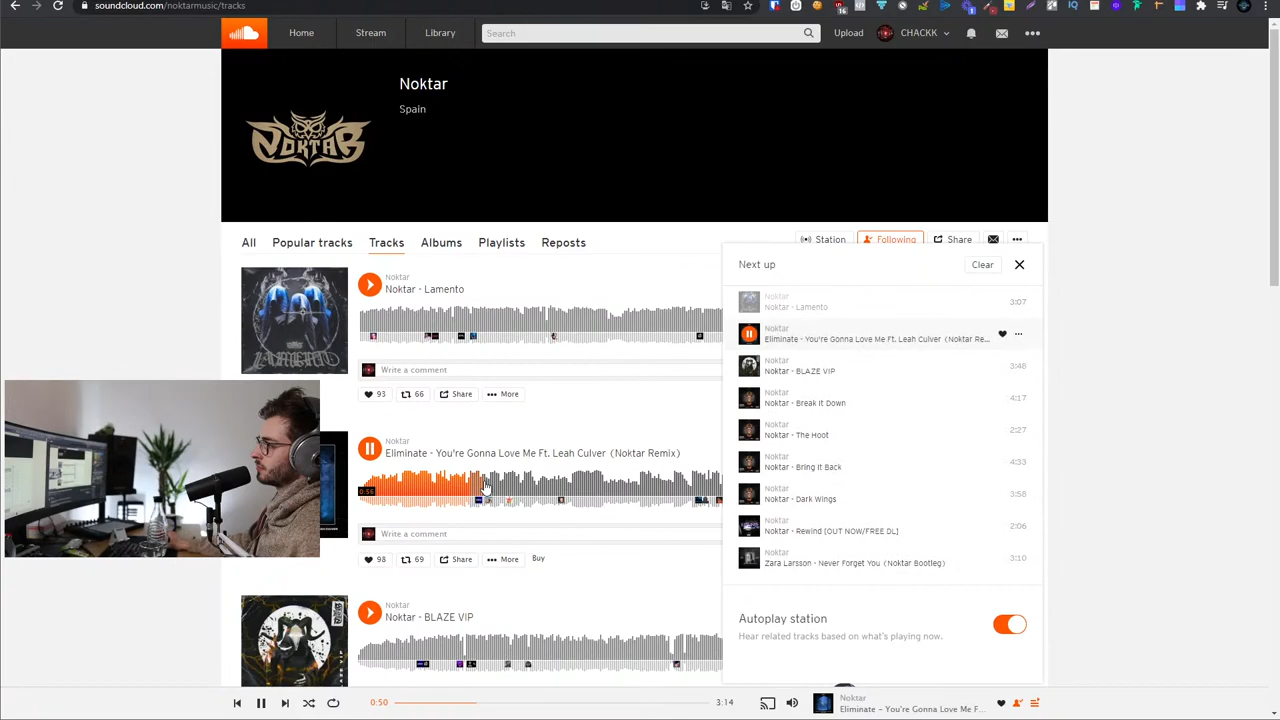 soundcloud.com/noktarmusic/tracks
Home
Stream
Library
Search
Upload
CHACKK
Noktar
Spain
NOKTAR
All
Popular tracks
Tracks
Albums
Playlists
Reposts
Station
Following
Share
Noktar
Noktar - Lamento
Write a comment
93
66
Share
More
Noktar
Eliminate - You're Gonna Love Me Ft. Leah Culver (Noktar Remix)
0:56
Write a comment
98
69
Share
More
Buy
Noktar
Noktar - BLAZE VIP
Next up
Clear
Noktar
Noktar - Lamento
3:07
Noktar
Eliminate - You're Gonna Love Me Ft. Leah Culver (Noktar Re...
Noktar
Noktar - BLAZE VIP
3:48
Noktar
Noktar - Break It Down
4:17
Noktar
Noktar - The Hoot
2:27
Noktar
Noktar - Bring It Back
4:33
Noktar
Noktar - Dark Wings
3:58
Noktar
Noktar - Rewind [OUT NOW/FREE DL]
2:06
Noktar
Zara Larsson - Never Forget You (Noktar Bootleg)
3:10
Autoplay station
Hear related tracks based on what's playing now.
0:50
3:14
Noktar
Eliminate - You're Gonna Love Me F...